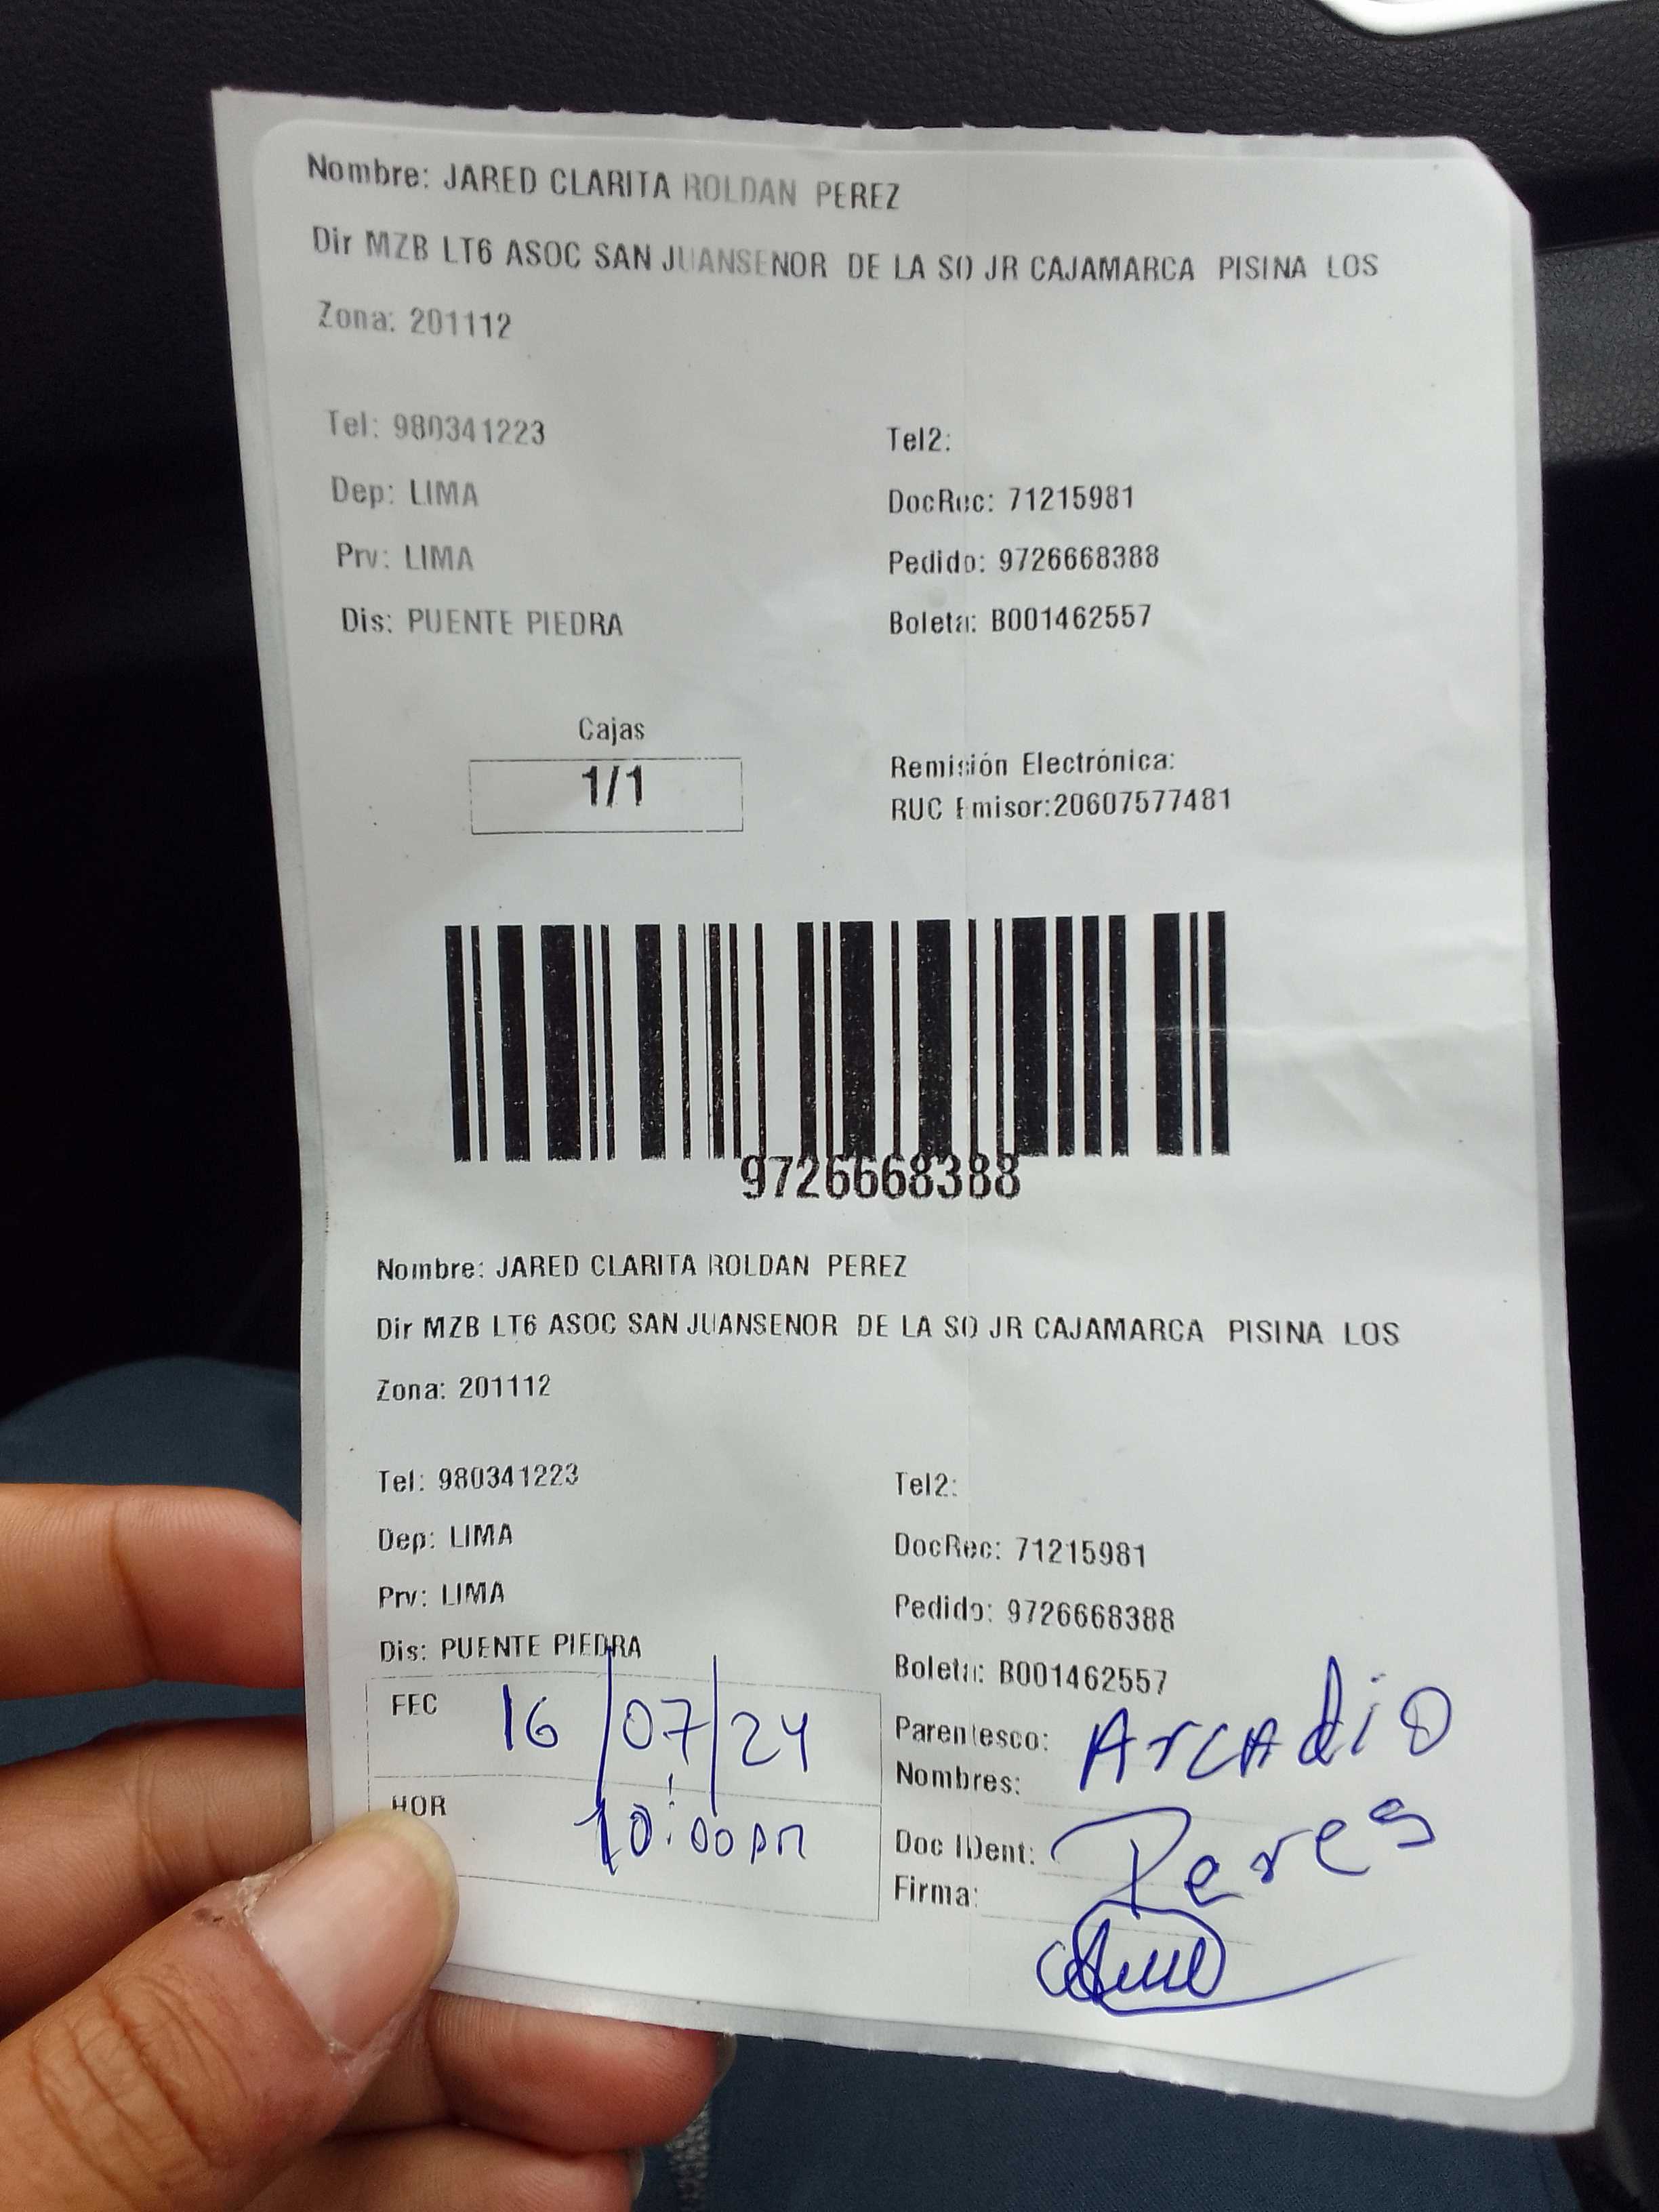 Nombre: JARED CLARITA ROLDAN PEREZ
Dir MZB LT6 ASOC SAN JUANSENOR DE LA SO JR CAJAMARCA PISINA LOS
Zona: 201112
Tel: 980341223
Tel2:
Dep: LIMA
DocRec: 71215981
Prv: LIMA
Pedido: 9726668388
Dis: PUENTE PIEDRA
Boleta: B001462557
Cajas
1/1
Remisión Electrónica:
RUC Emisor:20607577481
9726668388
Nombre: JARED CLARITA ROLDAN PEREZ
Dir MZB LT6 ASOC SAN JUANSENOR DE LA SO JR CAJAMARCA PISINA LOS
Zona: 201112
Tel: 980341223
Tel2:
Dep: LIMA
DocRec: 71215981
Prv: LIMA
Pedido: 9726668388
Dis: PUENTE PIEDRA
Boleta: B001462557
FEC 16/07/24
Parentesco: Arcadio
Nombres:
HOR 10:00
Doc IDent: Peres
Firma: